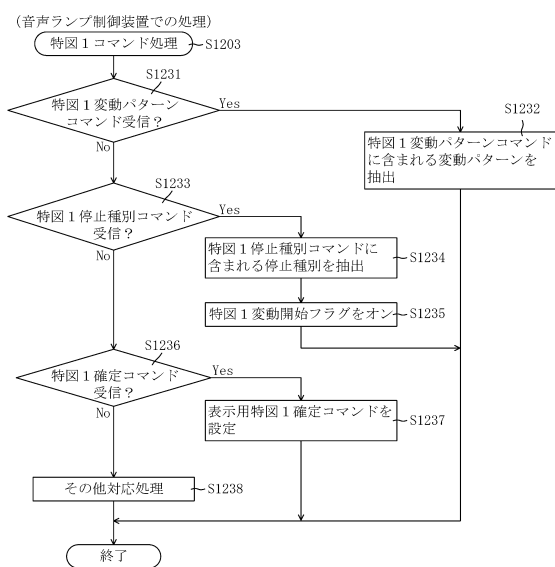 (音声ランプ制御装置での処理)
特図1コマンド処理
S1203
S1231
特図1変動パターン
コマンド受信?
Yes
No
S1232
特図1変動パターンコマンド
に含まれる変動パターンを
抽出
S1233
特図1停止種別コマンド
受信?
Yes
No
特図1停止種別コマンドに
含まれる停止種別を抽出
S1234
特図1変動開始フラグをオン
S1235
S1236
特図1確定コマンド
受信?
Yes
No
表示用特図1確定コマンドを
設定
S1237
その他対応処理
S1238
終了